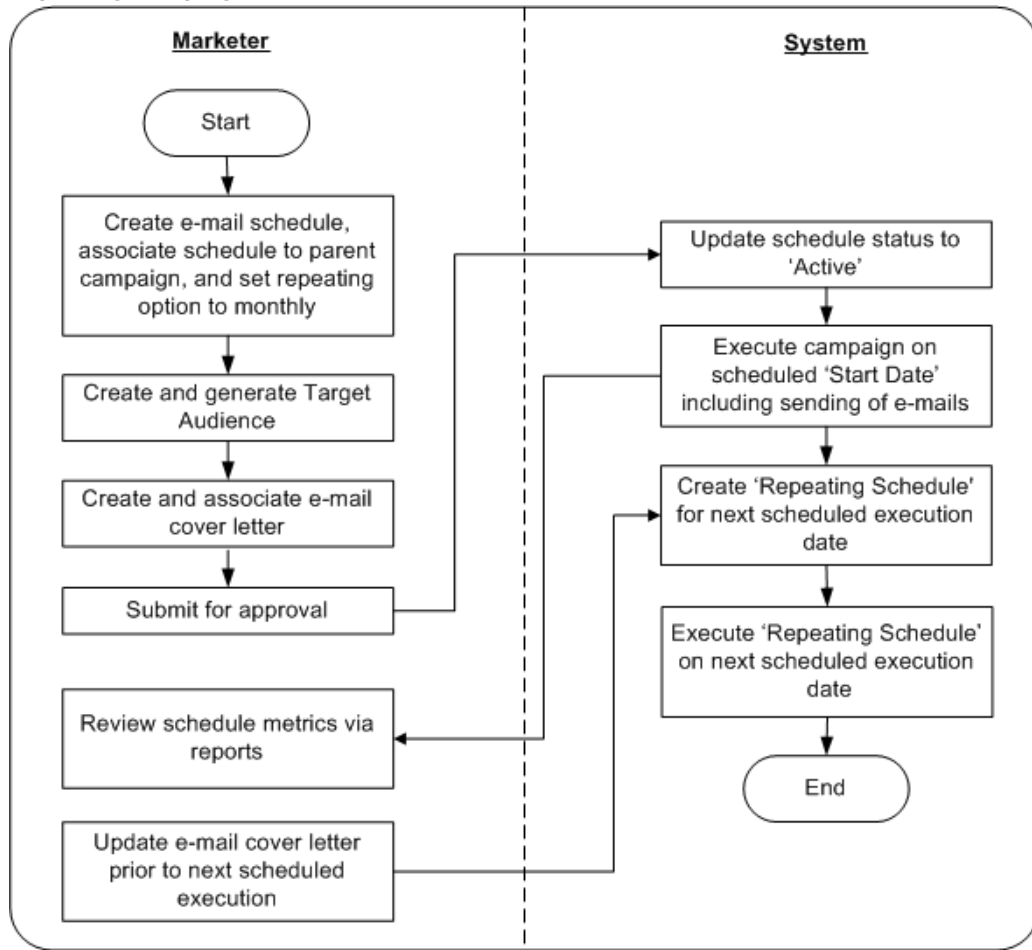 Marketer
Start
Create e-mail schedule,
associate schedule to parent
campaign, and set repeating
option to monthly
Create and generate Target
Audience
Create and associate e-mail
cover letter
Submit for approval
Review schedule metrics via
reports
Update e-mail cover letter
prior to next scheduled
execution
System
Update schedule status to
‘Active’
Execute campaign on
scheduled ‘Start Date’
including sending of e-mails
Create ‘Repeating Schedule’
for next scheduled execution
date
Execute ‘Repeating Schedule’
on next scheduled execution
date
End